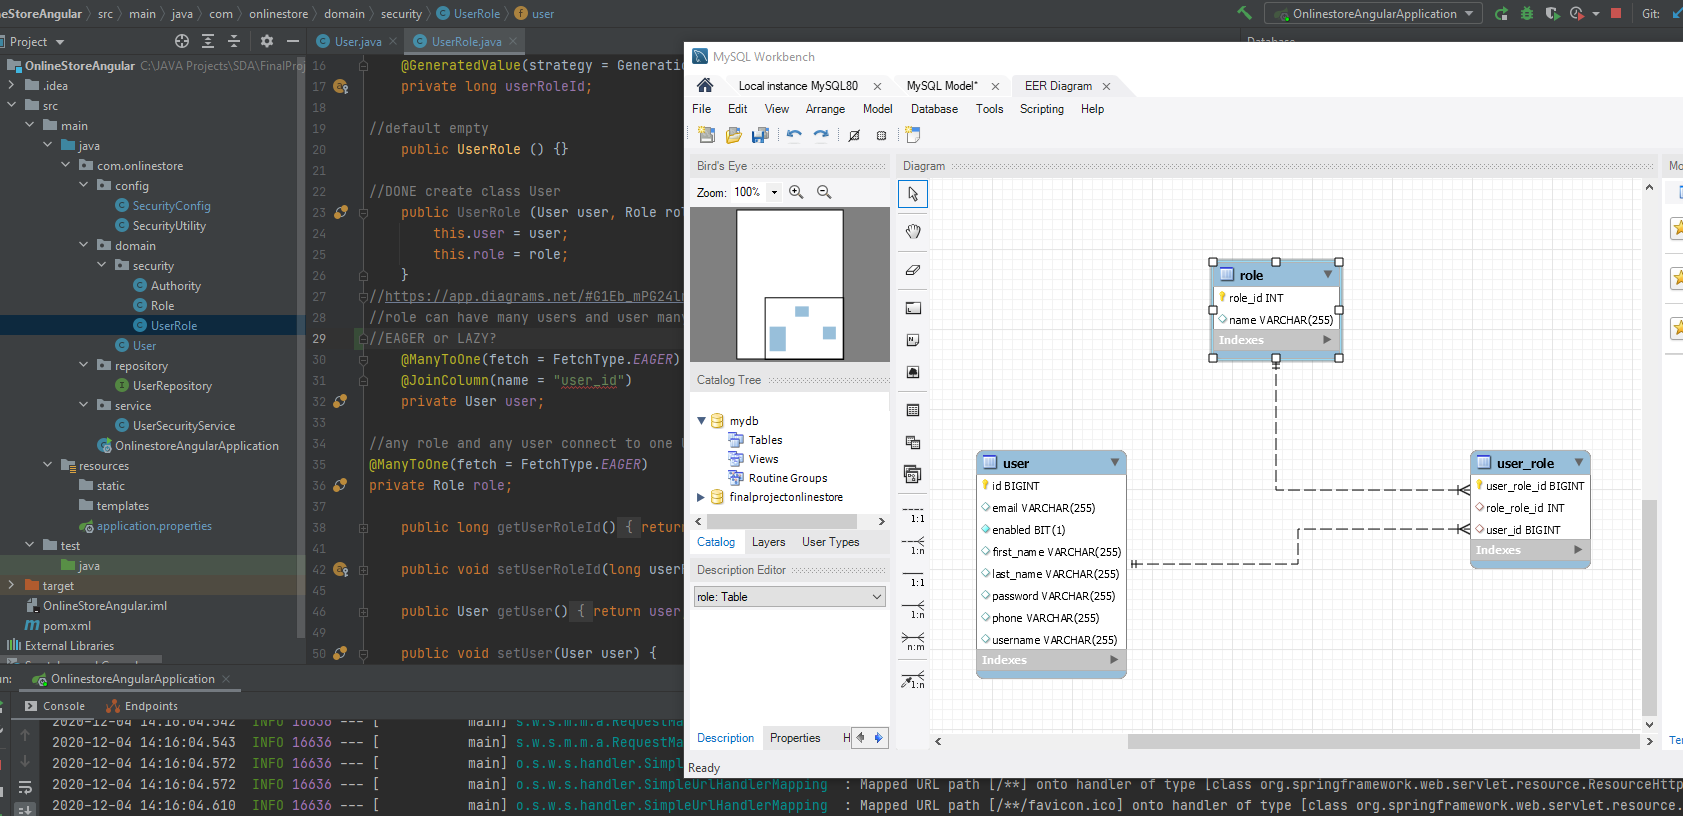 neStoreAngular src main java com onlinestore domain security UserRole user
OnlinestoreAngularApplication Git:
Project
User.java
UserRole.java
Database
OnlineStoreAngular C:\JAVA Projects\SDA\FinalProj
.idea
src
main
java
com.onlinestore
config
SecurityConfig
SecurityUtility
domain
security
Authority
Role
UserRole
User
repository
UserRepository
service
UserSecurityService
OnlinestoreAngularApplication
resources
static
templates
application.properties
test
java
target
OnlineStoreAngular.iml
pom.xml
External Libraries
16 @GeneratedValue(strategy = Generatio
17 private long userRoleId;
18
19 //default empty
20 public UserRole () {}
21
22 //DONE create class User
23 public UserRole (User user, Role rol
24 this.user = user;
25 this.role = role;
26 }
27 //https://app.diagrams.net/#G1Eb_mPG24l
28 //role can have many users and user many
29 //EAGER or LAZY?
30 @ManyToOne(fetch = FetchType.EAGER)
31 @JoinColumn(name = "user_id")
32 private User user;
33
34 //any role and any user connect to one
35 @ManyToOne(fetch = FetchType.EAGER)
36 private Role role;
37
38 public long getUserRoleId() { return
41
42 public void setUserRoleId(long userR
45
46 public User getUser() { return user
49
50 public void setUser(User user) {
MySQL Workbench
Local instance MySQL80
MySQL Model*
EER Diagram
File Edit View Arrange Model Database Tools Scripting Help
Bird's Eye
Zoom: 100%
Catalog Tree
mydb
Tables
Views
Routine Groups
finalprojectonlinestore
Catalog Layers User Types
Description Editor
role: Table
Description Properties H
Ready
Diagram
1:1
1:n
1:1
1:n
n:m
1:n
role
role_id INT
name VARCHAR(255)
Indexes
user
id BIGINT
email VARCHAR(255)
enabled BIT(1)
first_name VARCHAR(255)
last_name VARCHAR(255)
password VARCHAR(255)
phone VARCHAR(255)
username VARCHAR(255)
Indexes
user_role
user_role_id BIGINT
role_role_id INT
user_id BIGINT
Indexes
Mo
Te
un: OnlinestoreAngularApplication
Console Endpoints
2020-12-04 14:16:04.542 INFO 16636 --- [ main] s.w.s.m.m.a.RequestMa
2020-12-04 14:16:04.543 INFO 16636 --- [ main] s.w.s.m.m.a.RequestMa
2020-12-04 14:16:04.572 INFO 16636 --- [ main] o.s.w.s.handler.Simpl
2020-12-04 14:16:04.572 INFO 16636 --- [ main] o.s.w.s.handler.SimpleUrlHandlerMapping : Mapped URL path [/**] onto handler of type [class org.springframework.web.servlet.resource.ResourceHttp
2020-12-04 14:16:04.610 INFO 16636 --- [ main] o.s.w.s.handler.SimpleUrlHandlerMapping : Mapped URL path [/**/favicon.ico] onto handler of type [class org.springframework.web.servlet.resource.